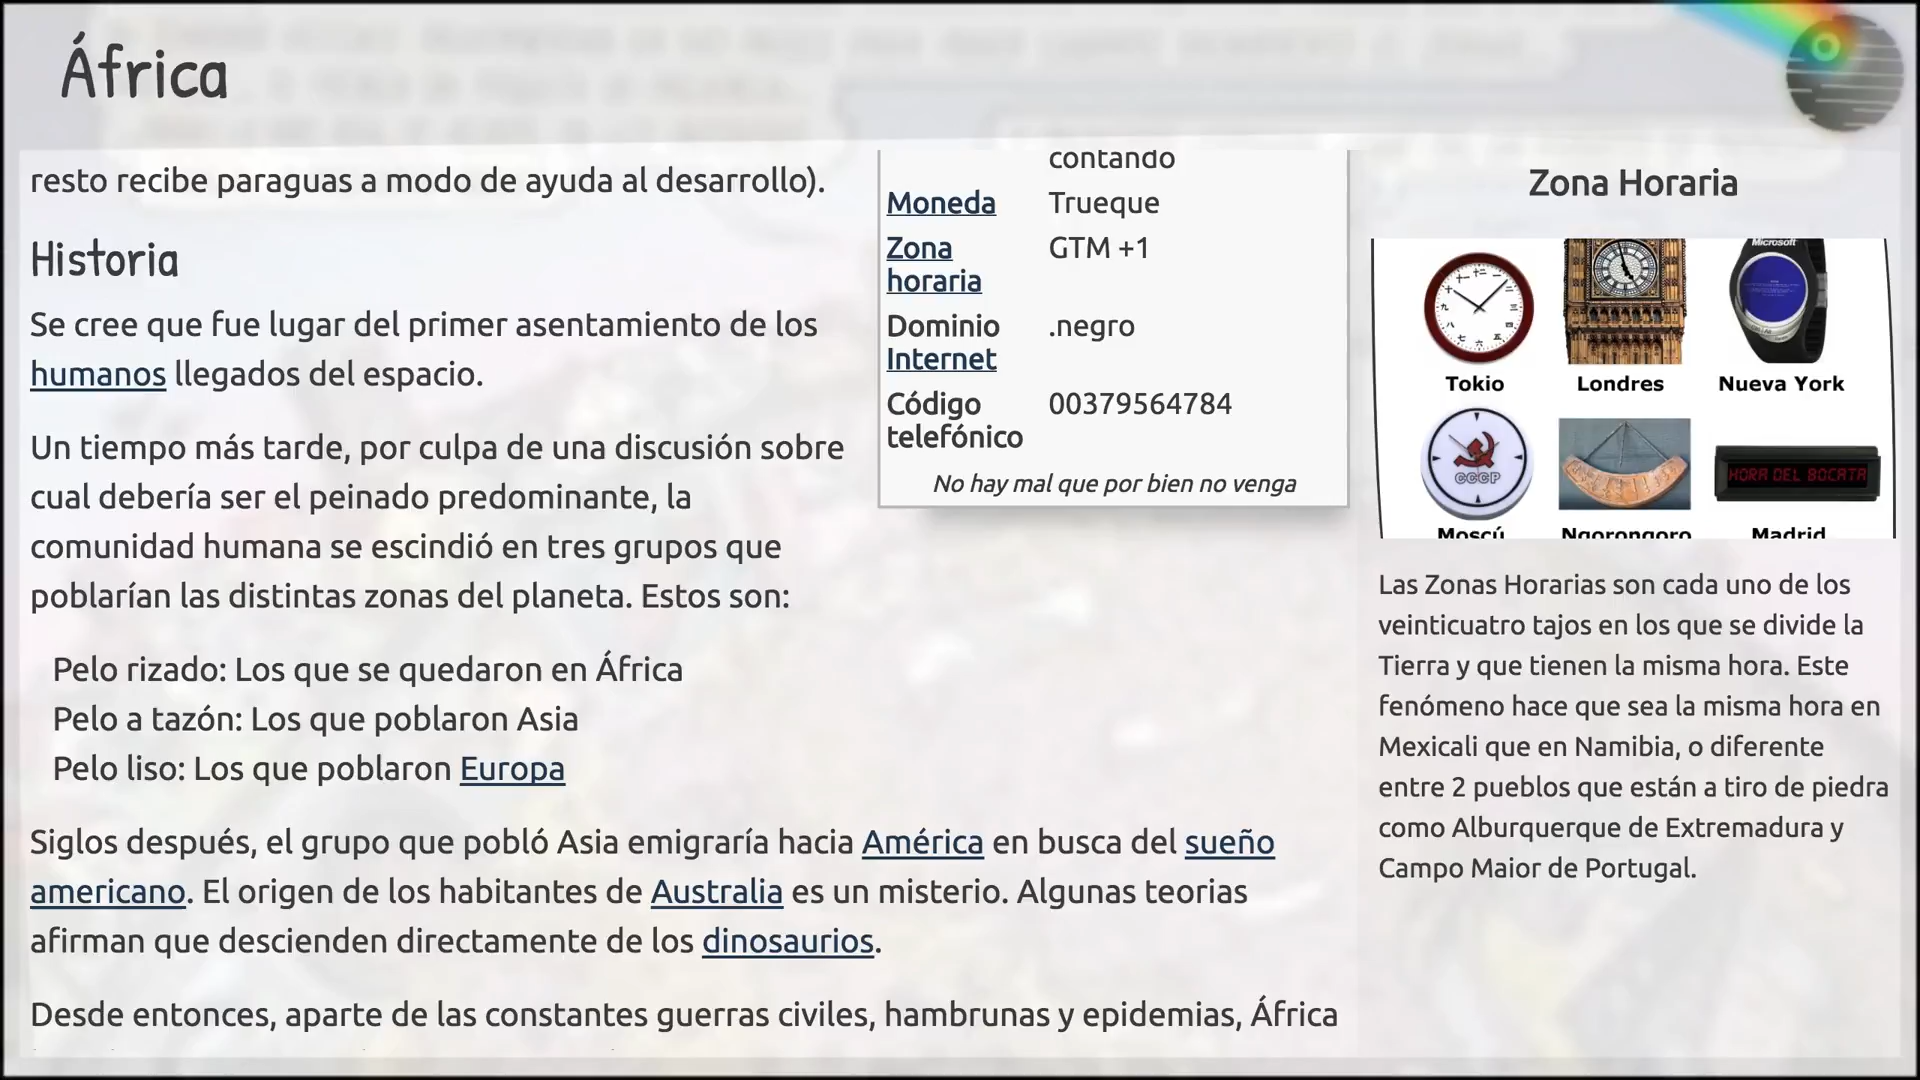 África
resto recibe paraguas a modo de ayuda al desarrollo).
Historia
Se cree que fue lugar del primer asentamiento de los
humanos llegados del espacio.
Un tiempo más tarde, por culpa de una discusión sobre
cual debería ser el peinado predominante, la
comunidad humana se escindió en tres grupos que
poblarían las distintas zonas del planeta. Estos son:
Pelo rizado: Los que se quedaron en África
Pelo a tazón: Los que poblaron Asia
Pelo liso: Los que poblaron Europa
Siglos después, el grupo que pobló Asia emigraría hacia América en busca del sueño
americano. El origen de los habitantes de Australia es un misterio. Algunas teorias
afirman que descienden directamente de los dinosaurios.
Desde entonces, aparte de las constantes guerras civiles, hambrunas y epidemias, África
contando
Moneda Trueque
Zona GTM +1
horaria
Dominio .negro
Internet
Código 00379564784
telefónico
No hay mal que por bien no venga
Zona Horaria
Microsoft
Tokio Londres Nueva York
CCCP
HORA DEL BOCATA
Moscú Ngorongoro Madrid
Las Zonas Horarias son cada uno de los
veinticuatro tajos en los que se divide la
Tierra y que tienen la misma hora. Este
fenómeno hace que sea la misma hora en
Mexicali que en Namibia, o diferente
entre 2 pueblos que están a tiro de piedra
como Alburquerque de Extremadura y
Campo Maior de Portugal.